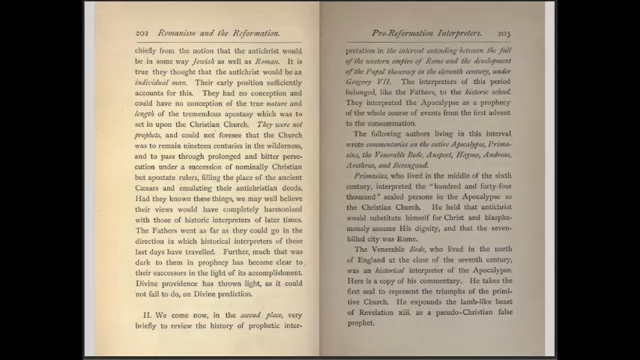 202 Romanism and the Reformation.
chiefly from the notion that the antichrist would
be in some way Jewish as well as Roman. It is
true they thought that the antichrist would be an
individual man. Their early position sufficiently
accounts for this. They had no conception and
could have no conception of the true nature and
length of the tremendous apostasy which was to
set in upon the Christian Church. They were not
prophets, and could not foresee that the Church
was to remain nineteen centuries in the wilderness,
and to pass through prolonged and bitter perse-
cution under a succession of nominally Christian
but apostate rulers, filling the place of the ancient
Cæsars and emulating their antichristian deeds.
Had they known these things, we may well believe
their views would have completely harmonised
with those of historic interpreters of later times.
The Fathers went as far as they could go in the
direction in which historical interpreters of these
last days have travelled. Further, much that was
dark to them in prophecy has become clear to
their successors in the light of its accomplishment.
Divine providence has thrown light, as it could
not fail to do, on Divine prediction.
II. We come now, in the second place, very
briefly to review the history of prophetic inter-
Pre-Reformation Interpreters. 203
pretation in the interval extending between the fall
of the western empire of Rome and the development
of the Papal theocracy in the eleventh century, under
Gregory VII. The interpreters of this period
belonged, like the Fathers, to the historic school.
They interpreted the Apocalypse as a prophecy
of the whole course of events from the first advent
to the consummation.
The following authors living in this interval
wrote commentaries on the entire Apocalypse, Prima-
sius, the Venerable Bede, Anspert, Haymo, Andreas,
Arethras, and Berengaud.
Primasius, who lived in the middle of the sixth
century, interpreted the "hundred and forty-four
thousand" sealed persons in the Apocalypse as
the Christian Church. He held that antichrist
would substitute himself for Christ and blasphe-
mously assume His dignity, and that the seven-
hilled city was Rome.
The Venerable Bede, who lived in the north
of England at the close of the seventh century,
was an historical interpreter of the Apocalypse.
Here is a copy of his commentary. He takes the
first seal to represent the triumphs of the primi-
tive Church. He expounds the lamb-like beast
of Revelation xiii. as a pseudo-Christian false
prophet.